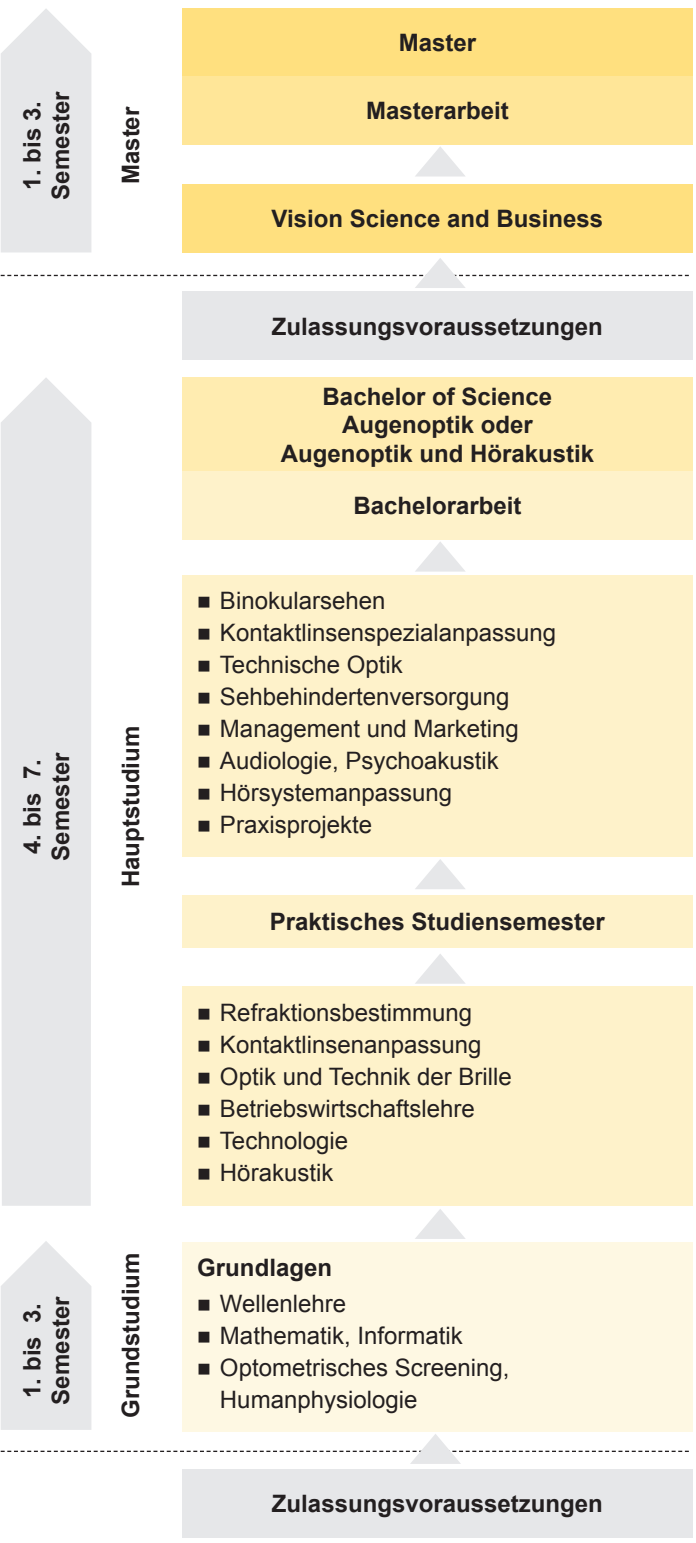 1. bis 3.
Semester
Master
Master
Masterarbeit
Vision Science and Business
Zulassungsvoraussetzungen
4. bis 7.
Semester
Hauptstudium
Bachelor of Science
Augenoptik oder
Augenoptik und Hörakustik
Bachelorarbeit
■ Binokularsehen
■ Kontaktlinsenspezialanpassung
■ Technische Optik
■ Sehbehindertenversorgung
■ Management und Marketing
■ Audiologie, Psychoakustik
■ Hörsystemanpassung
■ Praxisprojekte
Praktisches Studiensemester
■ Refraktionsbestimmung
■ Kontaktlinsenanpassung
■ Optik und Technik der Brille
■ Betriebswirtschaftslehre
■ Technologie
■ Hörakustik
1. bis 3.
Semester
Grundstudium
Grundlagen
■ Wellenlehre
■ Mathematik, Informatik
■ Optometrisches Screening,
Humanphysiologie
Zulassungsvoraussetzungen